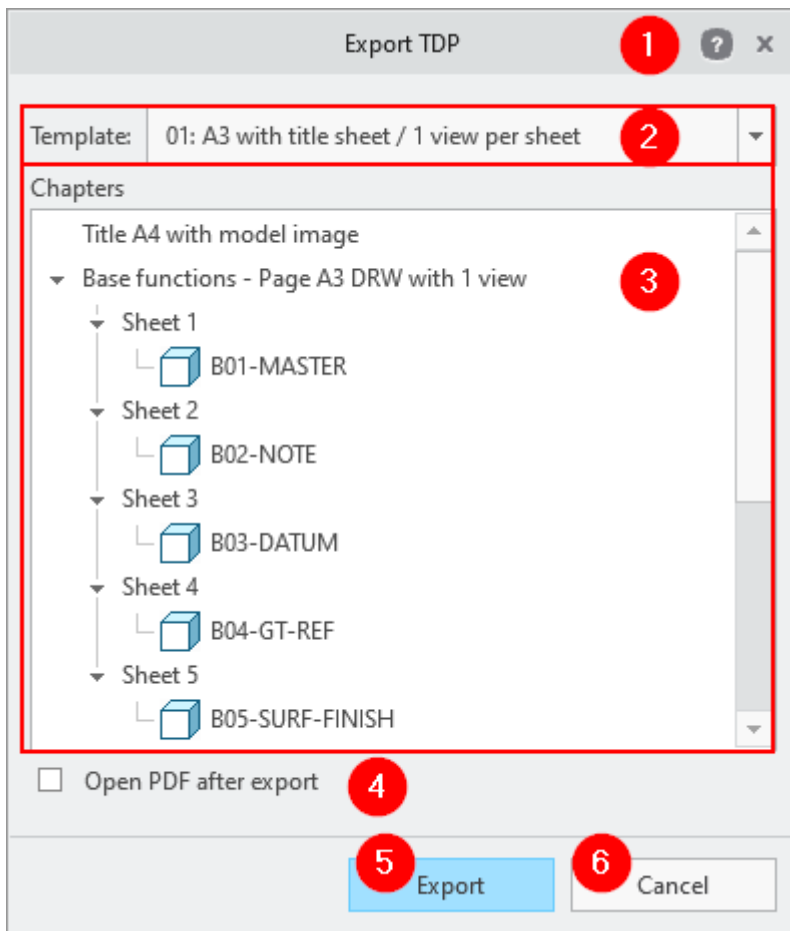 Export TDP 1 ? x
Template: 01: A3 with title sheet / 1 view per sheet 2
Chapters
Title A4 with model image
Base functions - Page A3 DRW with 1 view 3
Sheet 1
B01-MASTER
Sheet 2
B02-NOTE
Sheet 3
B03-DATUM
Sheet 4
B04-GT-REF
Sheet 5
B05-SURF-FINISH
Open PDF after export 4
5 Export 6 Cancel